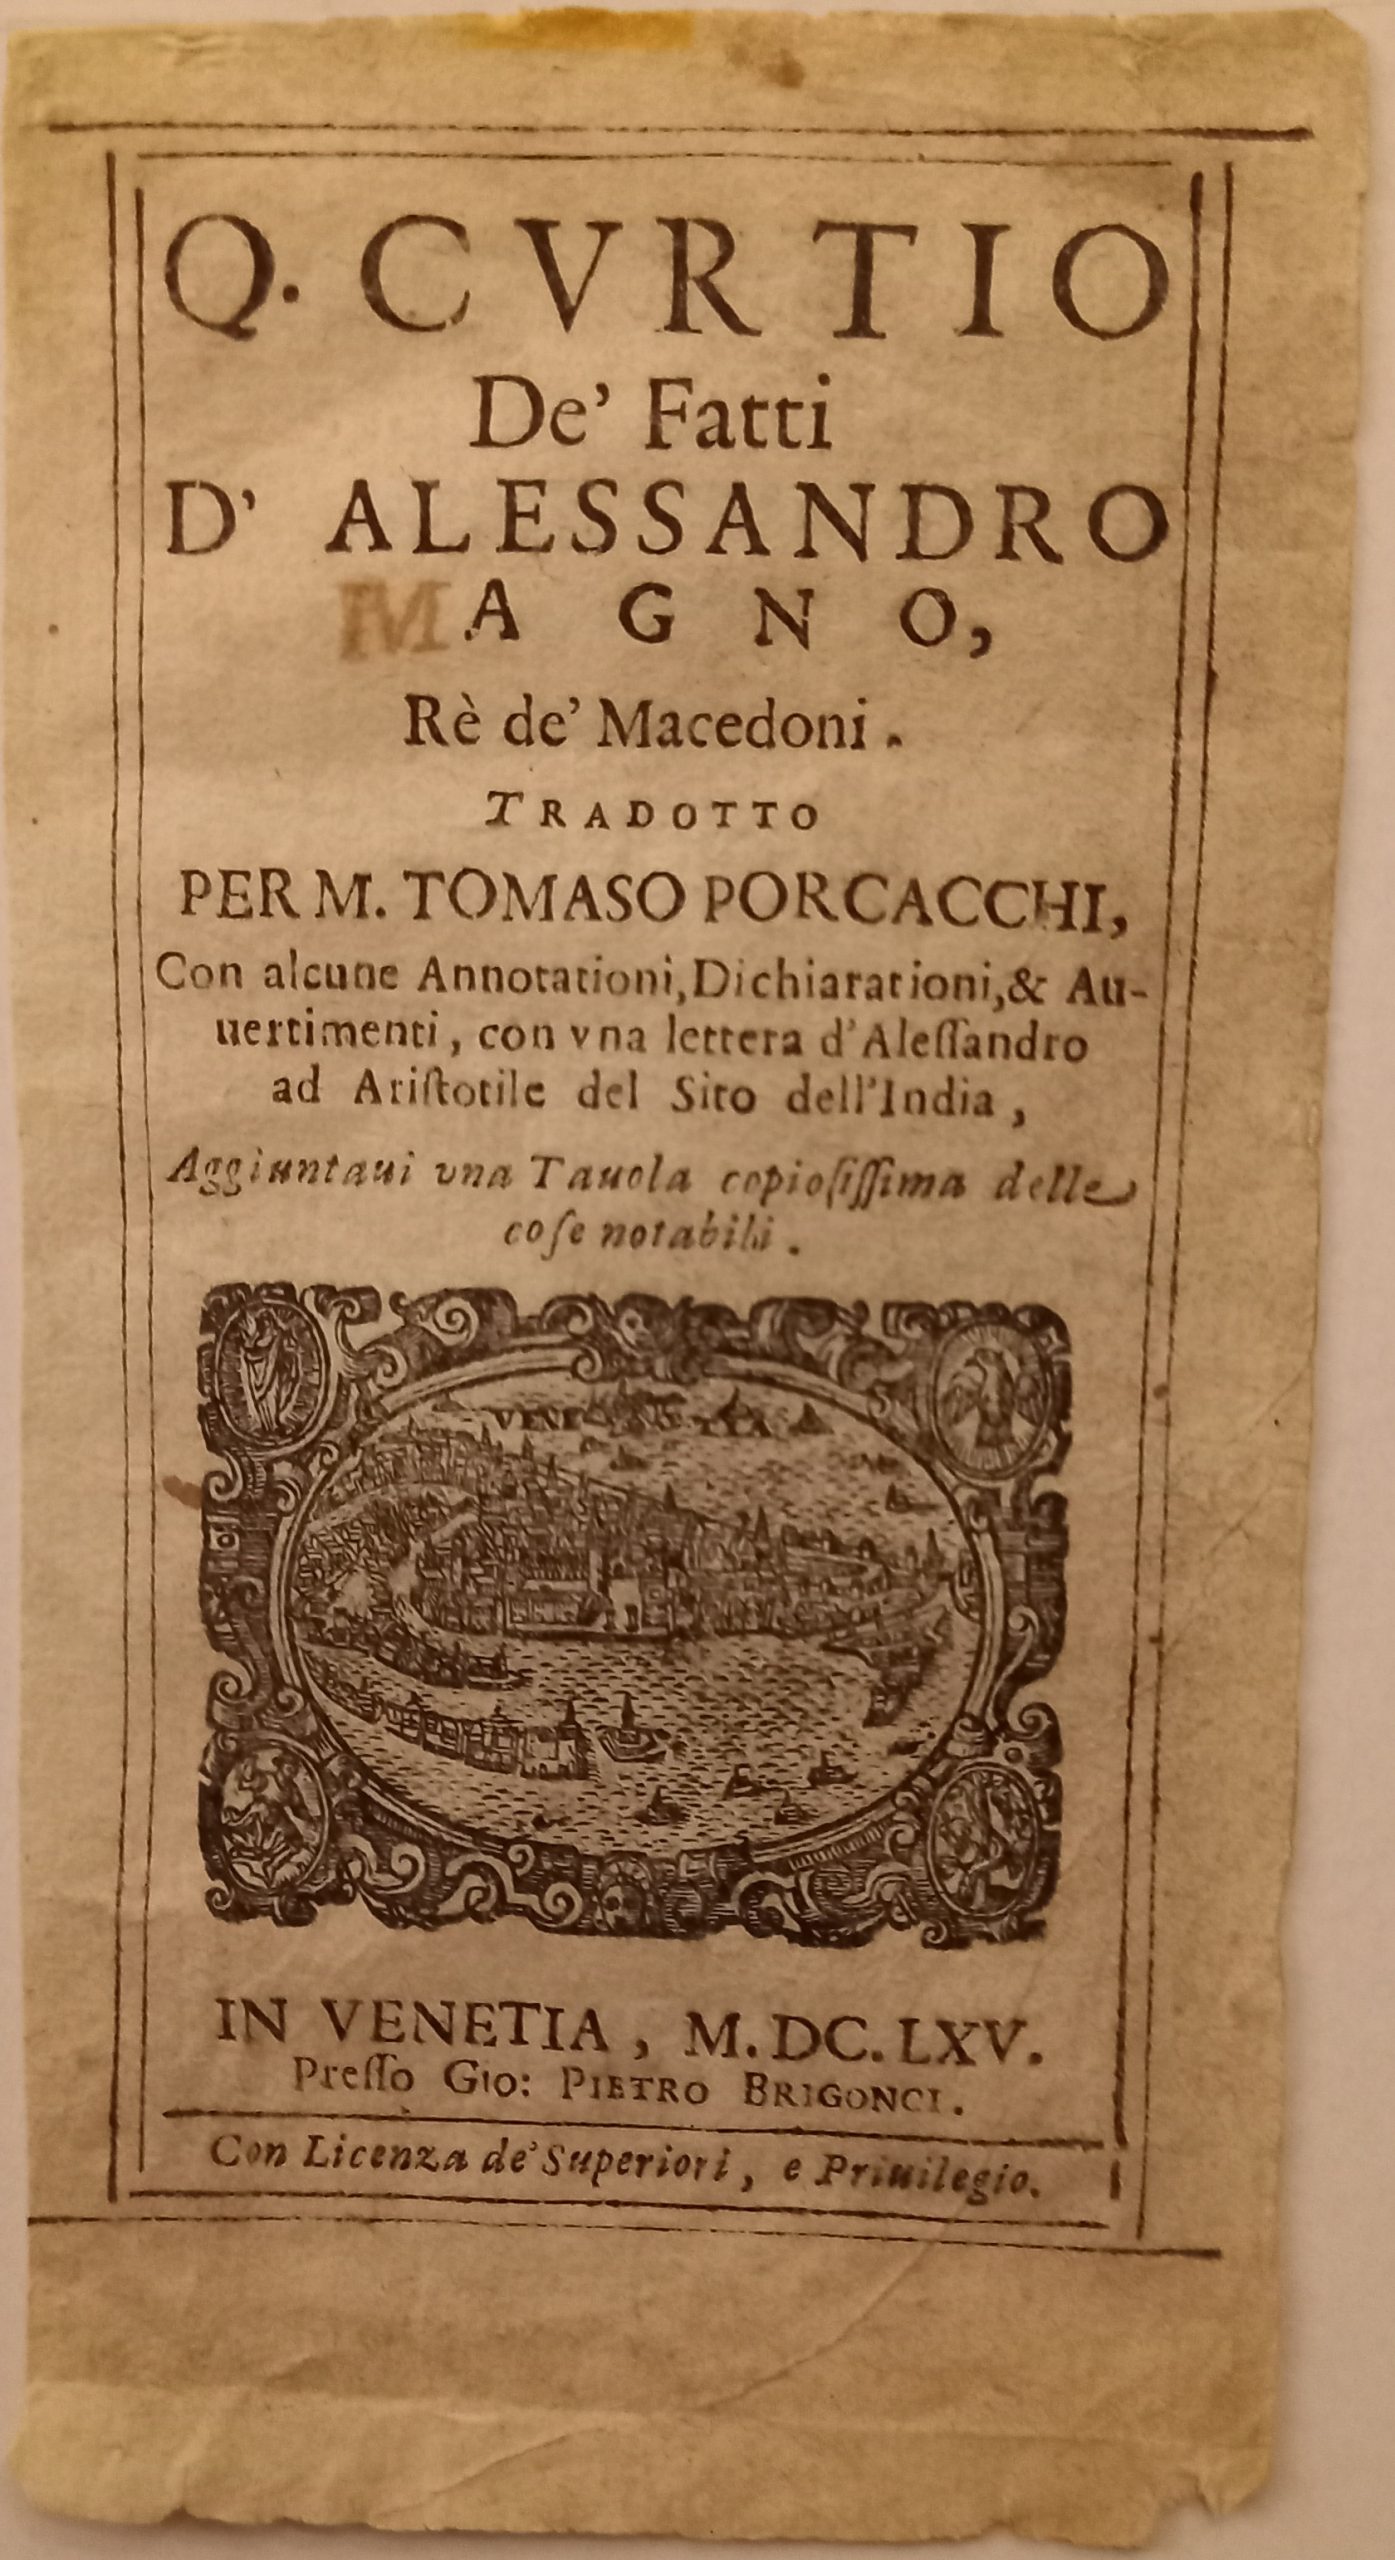 Q. CVRTIO
De' Fatti
D' ALESSANDRO
MAGNO,
Rè de' Macedoni.
TRADOTTO
PER M. TOMASO PORCACCHI,
Con alcune Annotationi, Dichiarationi, & Au-
uertimenti, con vna lettera d'Aleſſandro
ad Ariſtotile del Sito dell'India,
Aggiuntaui vna Tauola copioſiſſima delle
coſe notabili.
VENETIA
IN VENETIA, M.DC.LXV.
Preſſo Gio: PIETRO BRIGONCI.
Con Licenza de' Superiori, e Priuilegio.